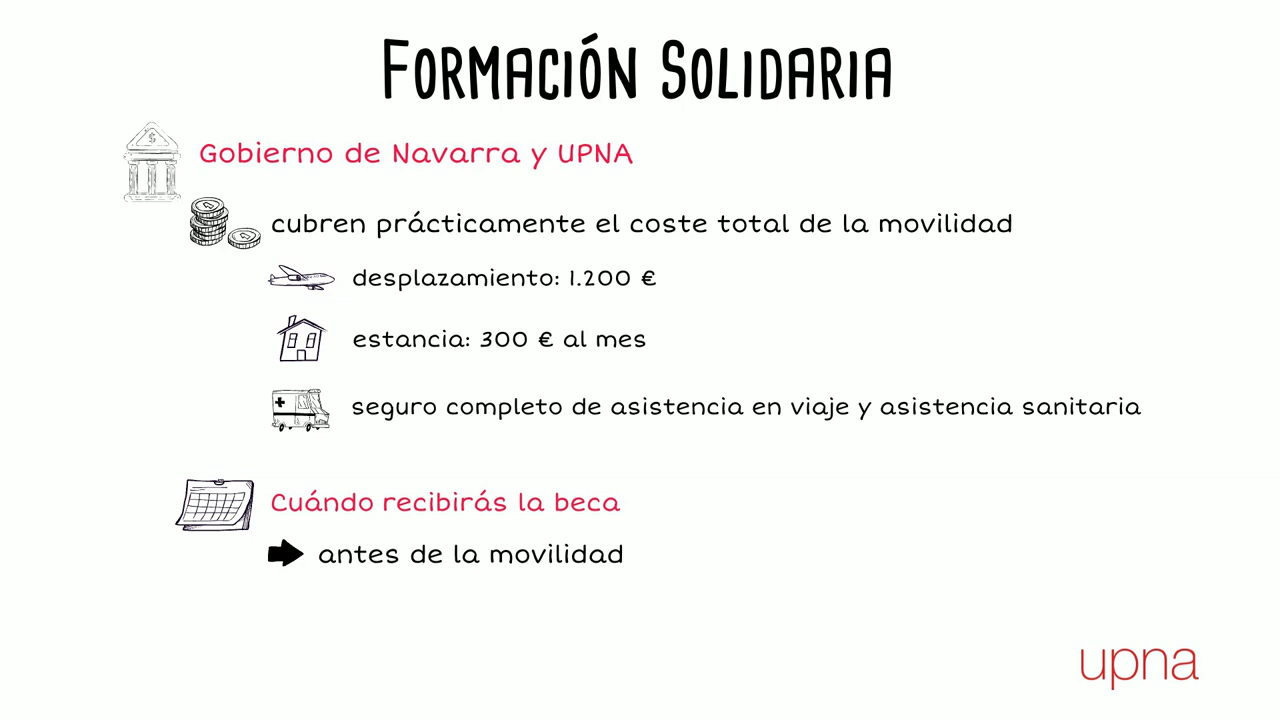 FORMACIÓN SOLIDARIA
Gobierno de Navarra y UPNA
cubren prácticamente el coste total de la movilidad
desplazamiento: 1.200 €
estancia: 300 € al mes
seguro completo de asistencia en viaje y asistencia sanitaria
Cuándo recibirás la beca
antes de la movilidad
upna